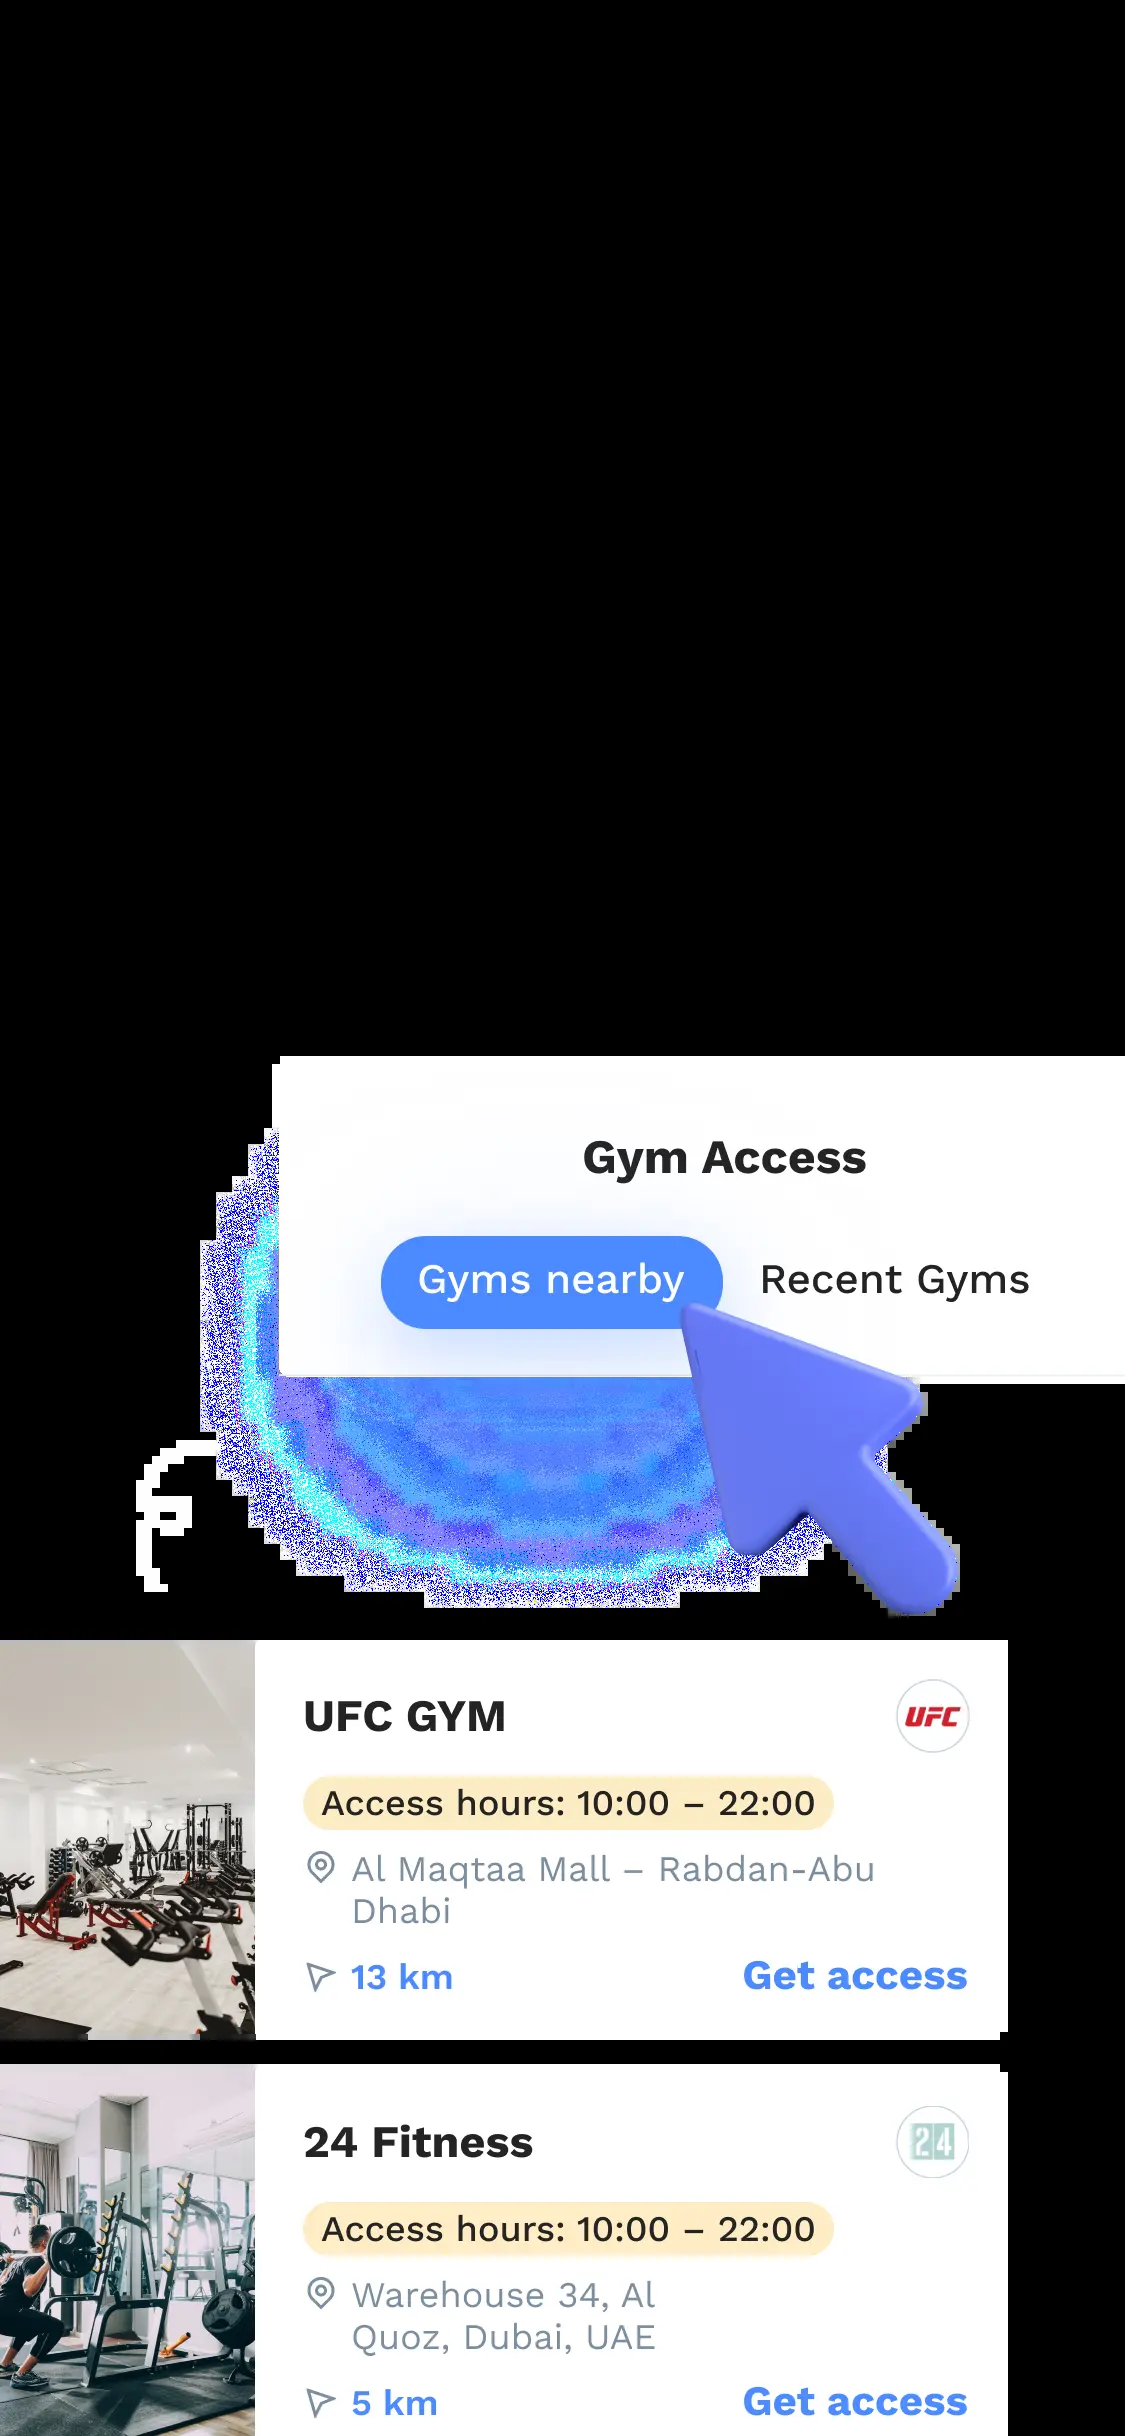 Gym Access
Gyms nearby
Recent Gyms
UFC GYM
UFC
Access hours: 10:00 – 22:00
Al Maqtaa Mall – Rabdan-Abu
Dhabi
13 km
Get access
24 Fitness
24
Access hours: 10:00 – 22:00
Warehouse 34, Al
Quoz, Dubai, UAE
5 km
Get access